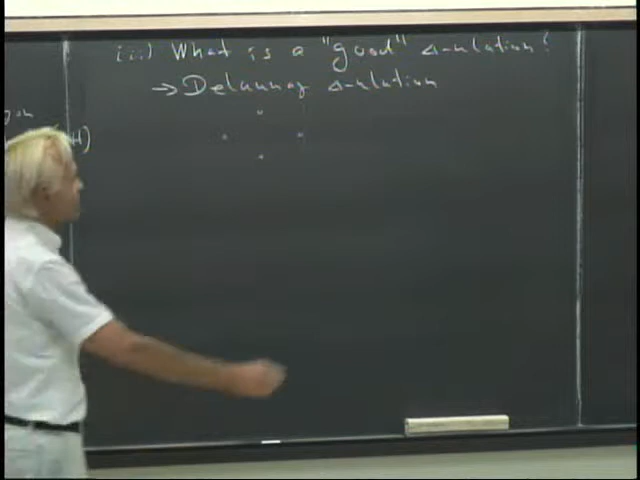 iii) What is a "good" Δ-ulation?
→ Delaunay Δ-ulation